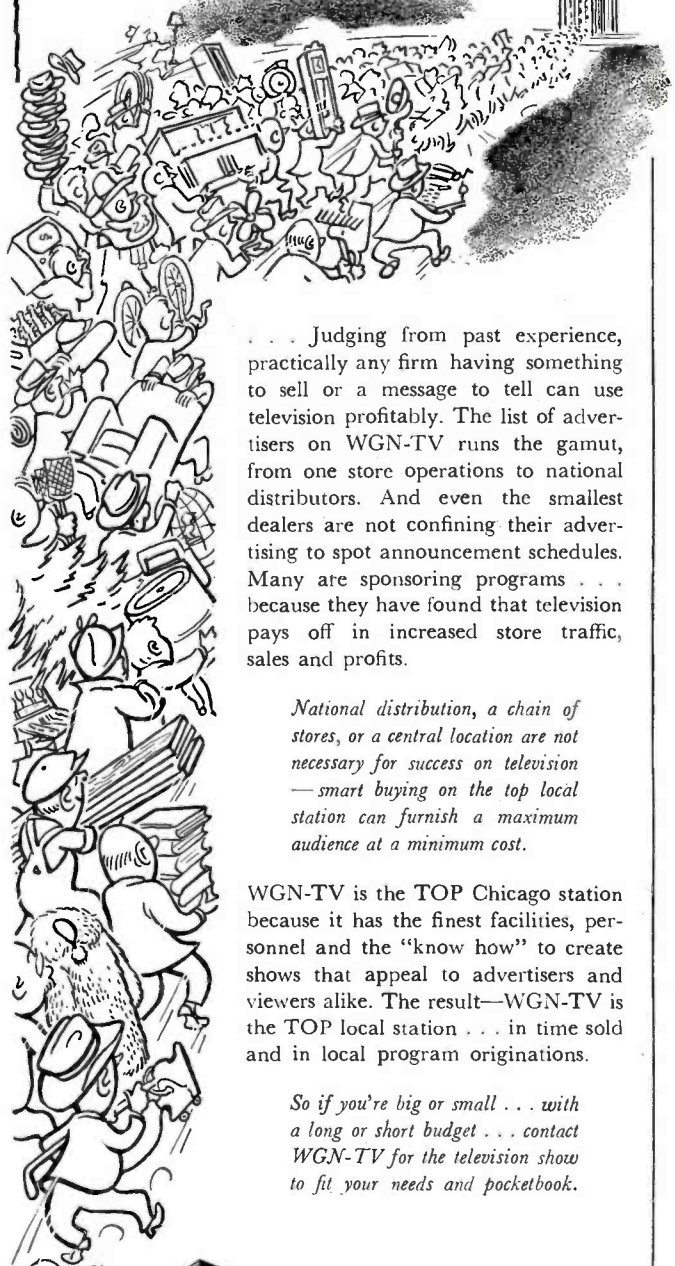 . . . Judging from past experience,
practically any firm having something
to sell or a message to tell can use
television profitably. The list of adver-
tisers on WGN-TV runs the gamut,
from one store operations to national
distributors. And even the smallest
dealers are not confining their adver-
tising to spot announcement schedules.
Many are sponsoring programs . . .
because they have found that television
pays off in increased store traffic,
sales and profits.
National distribution, a chain of
stores, or a central location are not
necessary for success on television
— smart buying on the top local
station can furnish a maximum
audience at a minimum cost.
WGN-TV is the TOP Chicago station
because it has the finest facilities, per-
sonnel and the “know how” to create
shows that appeal to advertisers and
viewers alike. The result—WGN-TV is
the TOP local station . . . in time sold
and in local program originations.
So if you're big or small . . . with
a long or short budget . . . contact
WGN-TV for the television show
to fit your needs and pocketbook.